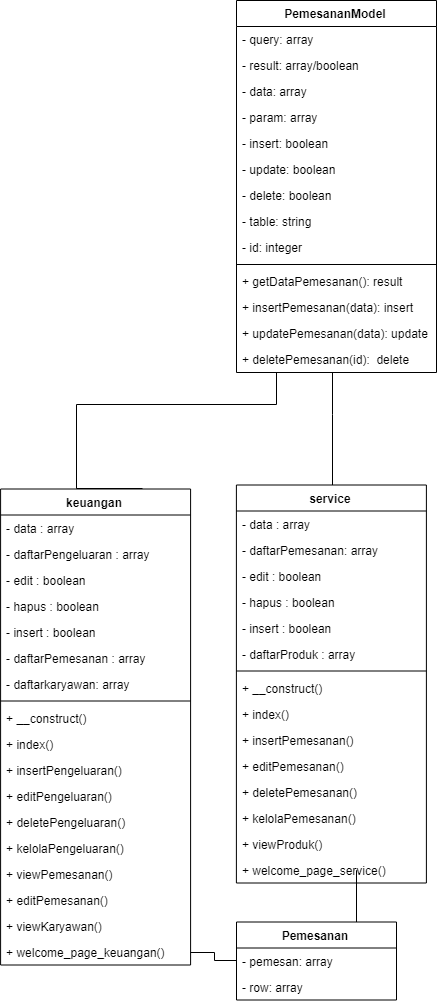 PemesananModel
- query: array
- result: array/boolean
- data: array
- param: array
- insert: boolean
- update: boolean
- delete: boolean
- table: string
- id: integer
+ getDataPemesanan(): result
+ insertPemesanan(data): insert
+ updatePemesanan(data): update
+ deletePemesanan(id):  delete
keuangan
- data : array
- daftarPengeluaran : array
- edit : boolean
- hapus : boolean
- insert : boolean
- daftarPemesanan : array
- daftarkaryawan: array
+ __construct()
+ index()
+ insertPengeluaran()
+ editPengeluaran()
+ deletePengeluaran()
+ kelolaPengeluaran()
+ viewPemesanan()
+ editPemesanan()
+ viewKaryawan()
+ welcome_page_keuangan()
service
- data : array
- daftarPemesanan: array
- edit : boolean
- hapus : boolean
- insert : boolean
- daftarProduk : array
+ __construct()
+ index()
+ insertPemesanan()
+ editPemesanan()
+ deletePemesanan()
+ kelolaPemesanan()
+ viewProduk()
+ welcome_page_service()
Pemesanan
- pemesan: array
- row: array